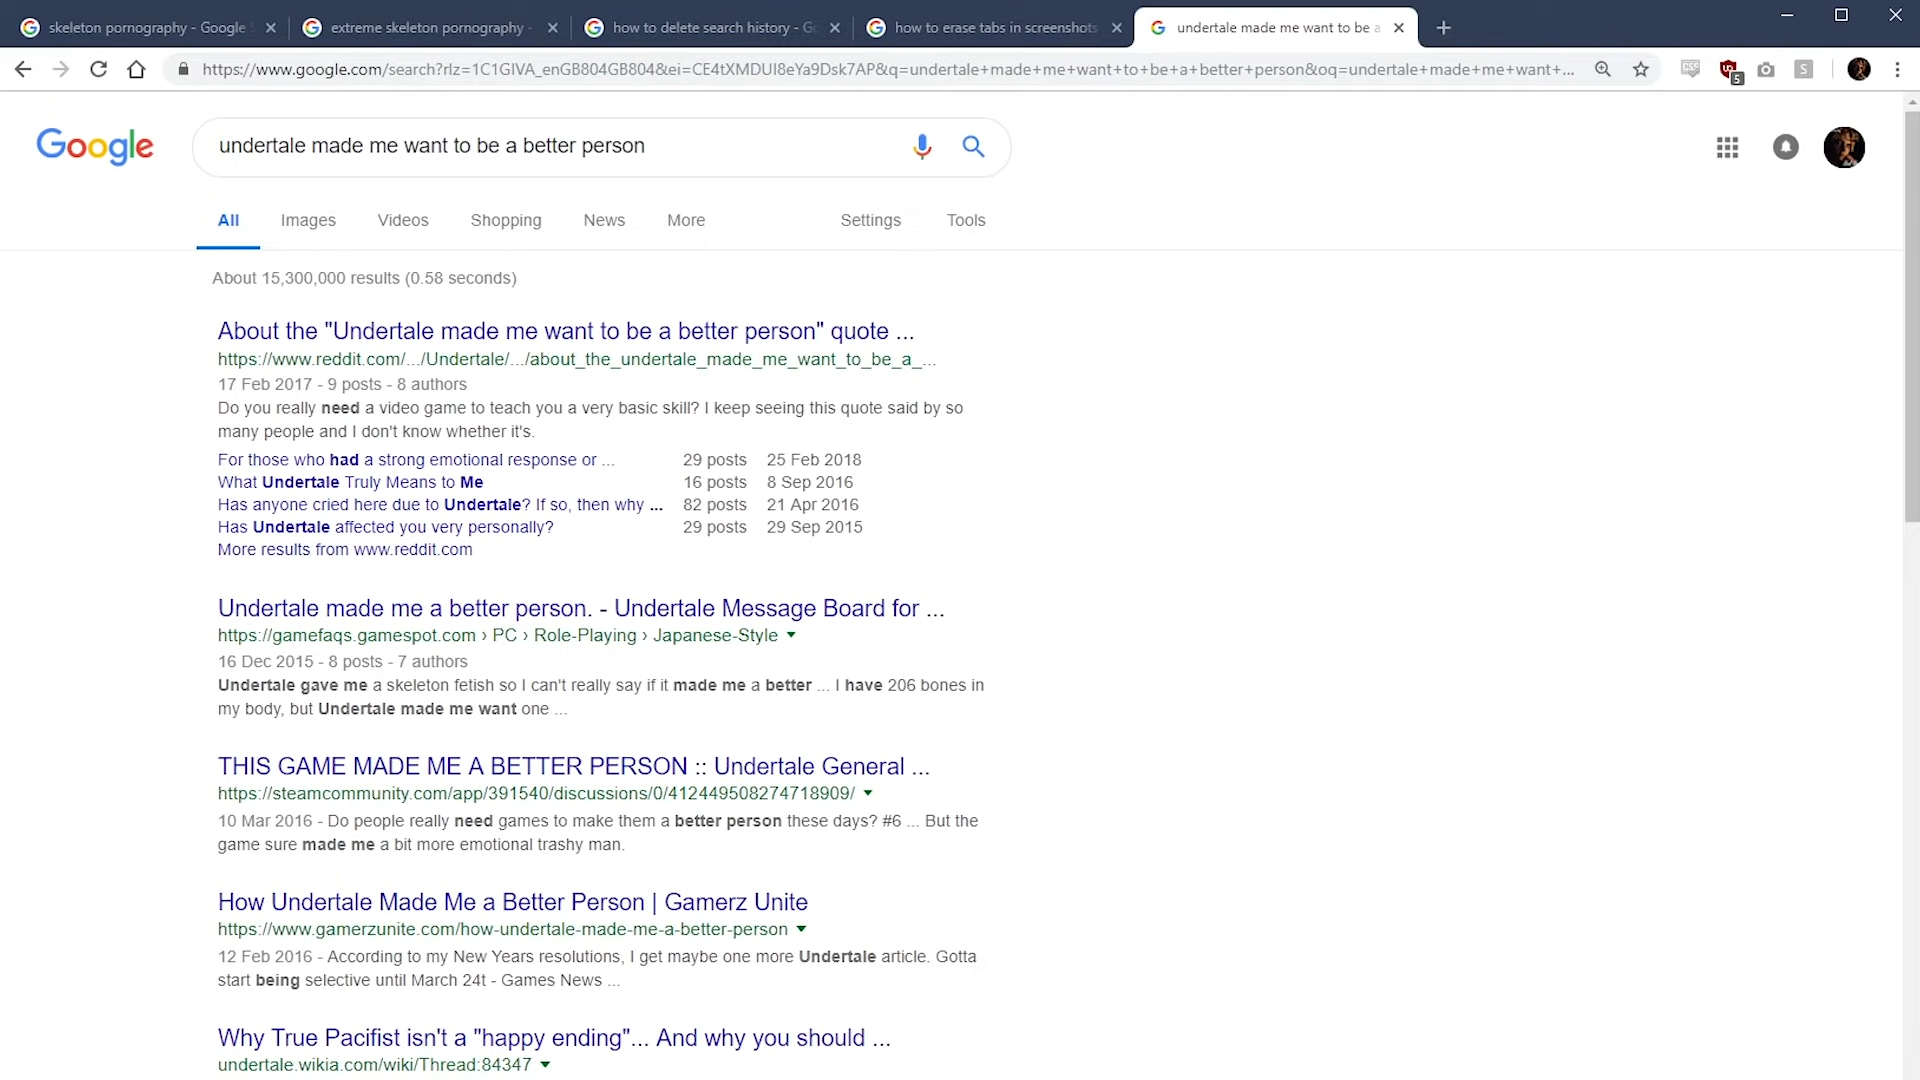 skeleton pornography - Google S
extreme skeleton pornography -
how to delete search history - Go
how to erase tabs in screenshots
undertale made me want to be a
https://www.google.com/search?rlz=1C1GIVA_enGB804GB804&ei=CE4tXMDUI8eYa9Dsk7AP&q=undertale+made+me+want+to+be+a+better+person&oq=undertale+made+me+want+...
5
S
Google
undertale made me want to be a better person
All Images Videos Shopping News More Settings Tools
About 15,300,000 results (0.58 seconds)
About the "Undertale made me want to be a better person" quote ...
https://www.reddit.com/.../Undertale/.../about_the_undertale_made_me_want_to_be_a_...
17 Feb 2017 - 9 posts - 8 authors
Do you really need a video game to teach you a very basic skill? I keep seeing this quote said by so
many people and I don't know whether it's.
For those who had a strong emotional response or ... 29 posts 25 Feb 2018
What Undertale Truly Means to Me 16 posts 8 Sep 2016
Has anyone cried here due to Undertale? If so, then why ... 82 posts 21 Apr 2016
Has Undertale affected you very personally? 29 posts 29 Sep 2015
More results from www.reddit.com
Undertale made me a better person. - Undertale Message Board for ...
https://gamefaqs.gamespot.com › PC › Role-Playing › Japanese-Style
16 Dec 2015 - 8 posts - 7 authors
Undertale gave me a skeleton fetish so I can't really say if it made me a better ... I have 206 bones in
my body, but Undertale made me want one ...
THIS GAME MADE ME A BETTER PERSON :: Undertale General ...
https://steamcommunity.com/app/391540/discussions/0/412449508274718909/
10 Mar 2016 - Do people really need games to make them a better person these days? #6 ... But the
game sure made me a bit more emotional trashy man.
How Undertale Made Me a Better Person | Gamerz Unite
https://www.gamerzunite.com/how-undertale-made-me-a-better-person
12 Feb 2016 - According to my New Years resolutions, I get maybe one more Undertale article. Gotta
start being selective until March 24t - Games News ...
Why True Pacifist isn't a "happy ending"... And why you should ...
undertale.wikia.com/wiki/Thread:84347